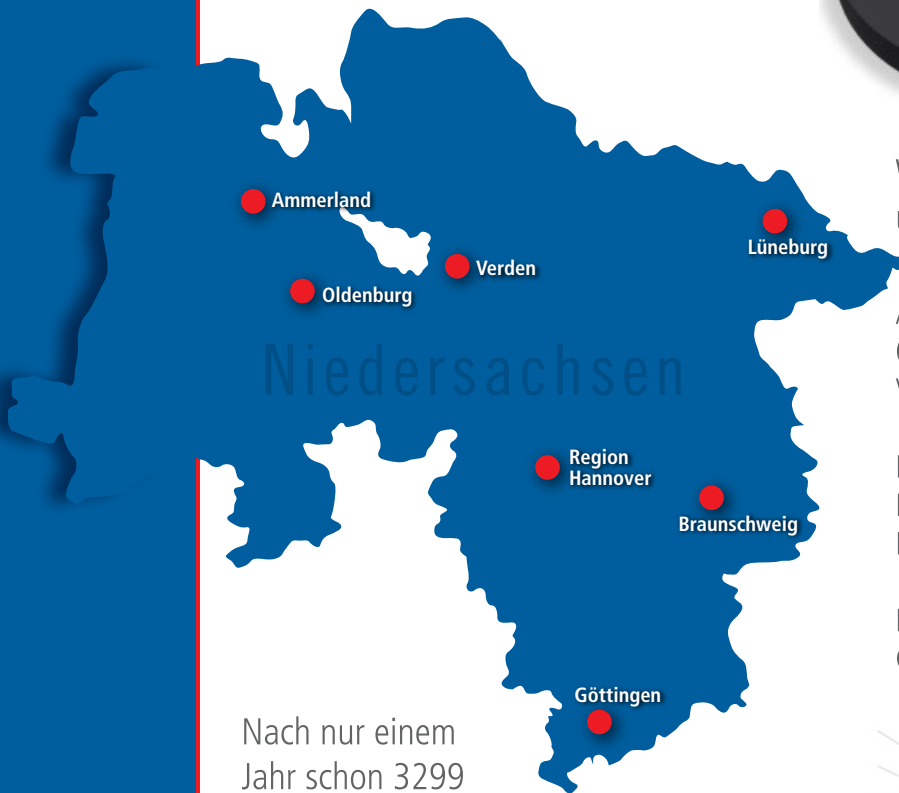 Ammerland
Lüneburg
Verden
Oldenburg
Niedersachsen
Region
Hannover
Braunschweig
Göttingen
Nach nur einem
Jahr schon 3299